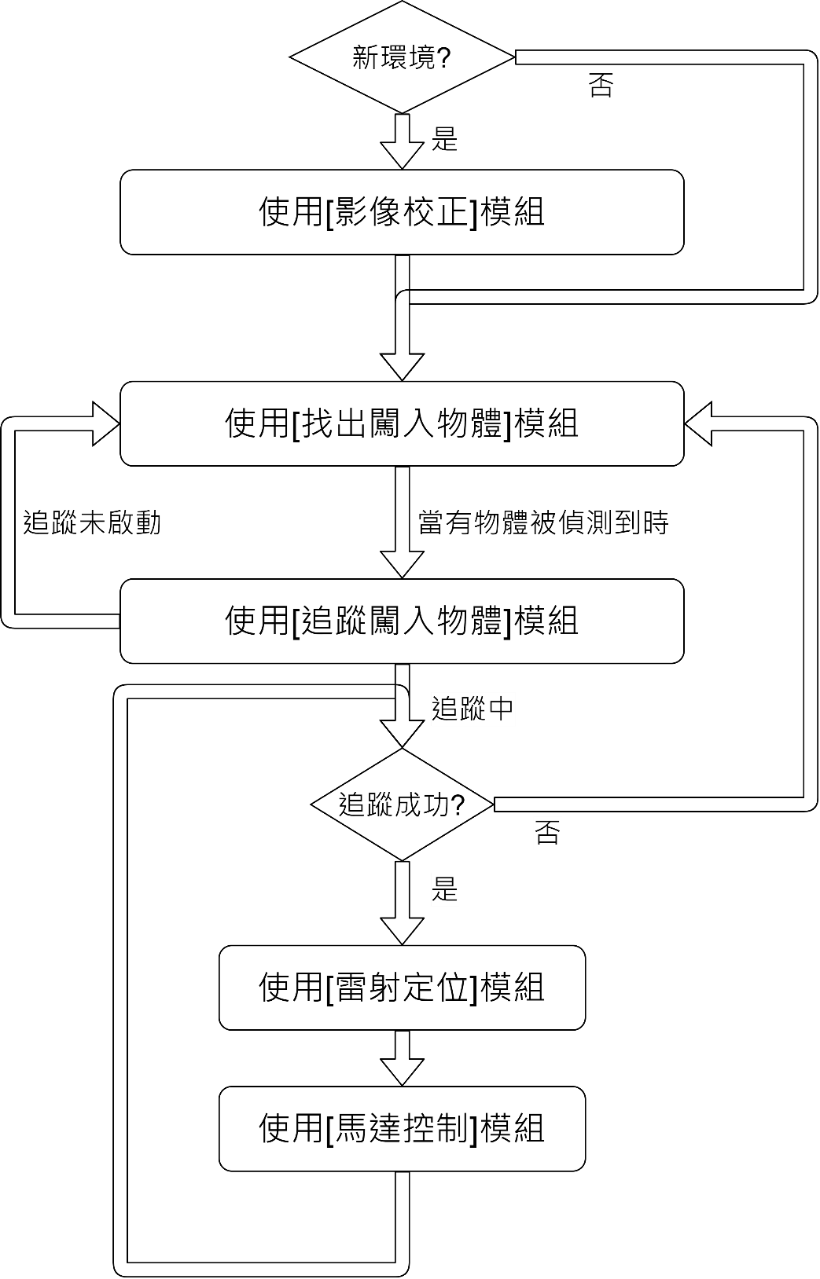 新環境?
否
是
使用[影像校正]模組
使用[找出闖入物體]模組
追蹤未啟動
當有物體被偵測到時
使用[追蹤闖入物體]模組
追蹤中
追蹤成功?
否
是
使用[雷射定位]模組
使用[馬達控制]模組